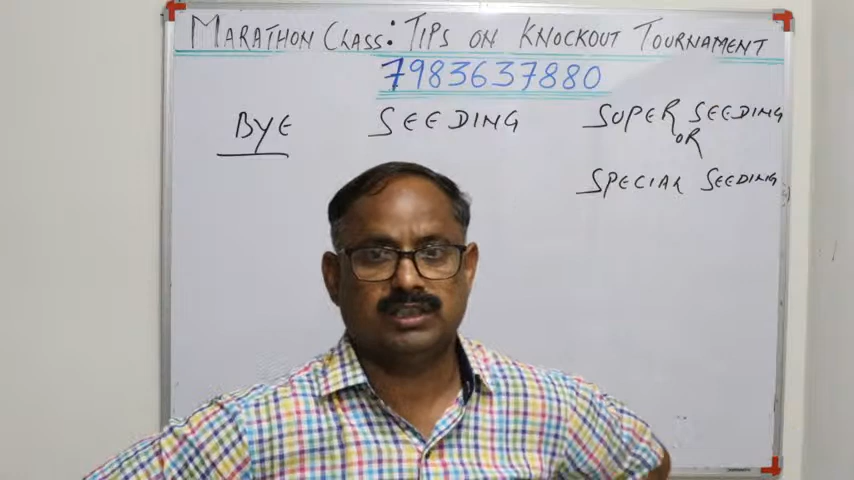 MARATHON CLASS: TIPS ON KNOCKOUT TOURNAMENT
7983637880
BYE SEEDING SUPER SEEDING
OR
SPECIAL SEEDING